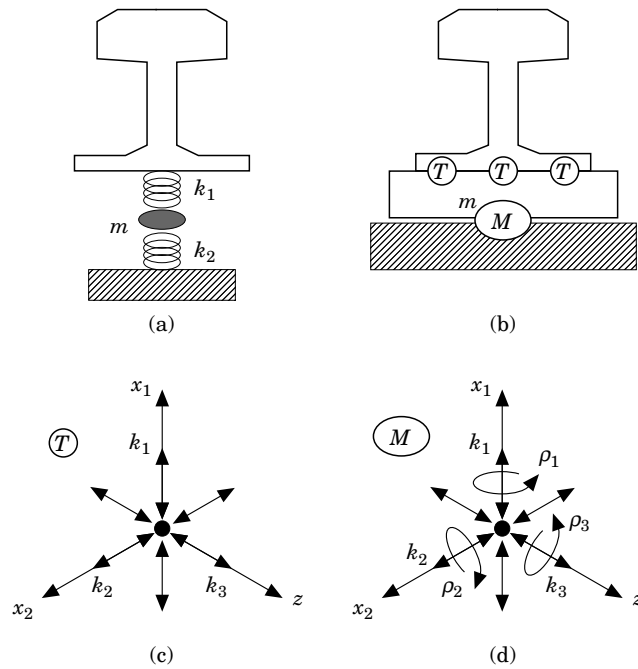 k₁
m
k₂
(a)
T T T
m
M
(b)
x₁
T
k₁
k₂
k₃
x₂
z
(c)
x₁
M
k₁
ρ₁
ρ₃
k₂
ρ₂
k₃
x₂
z
(d)